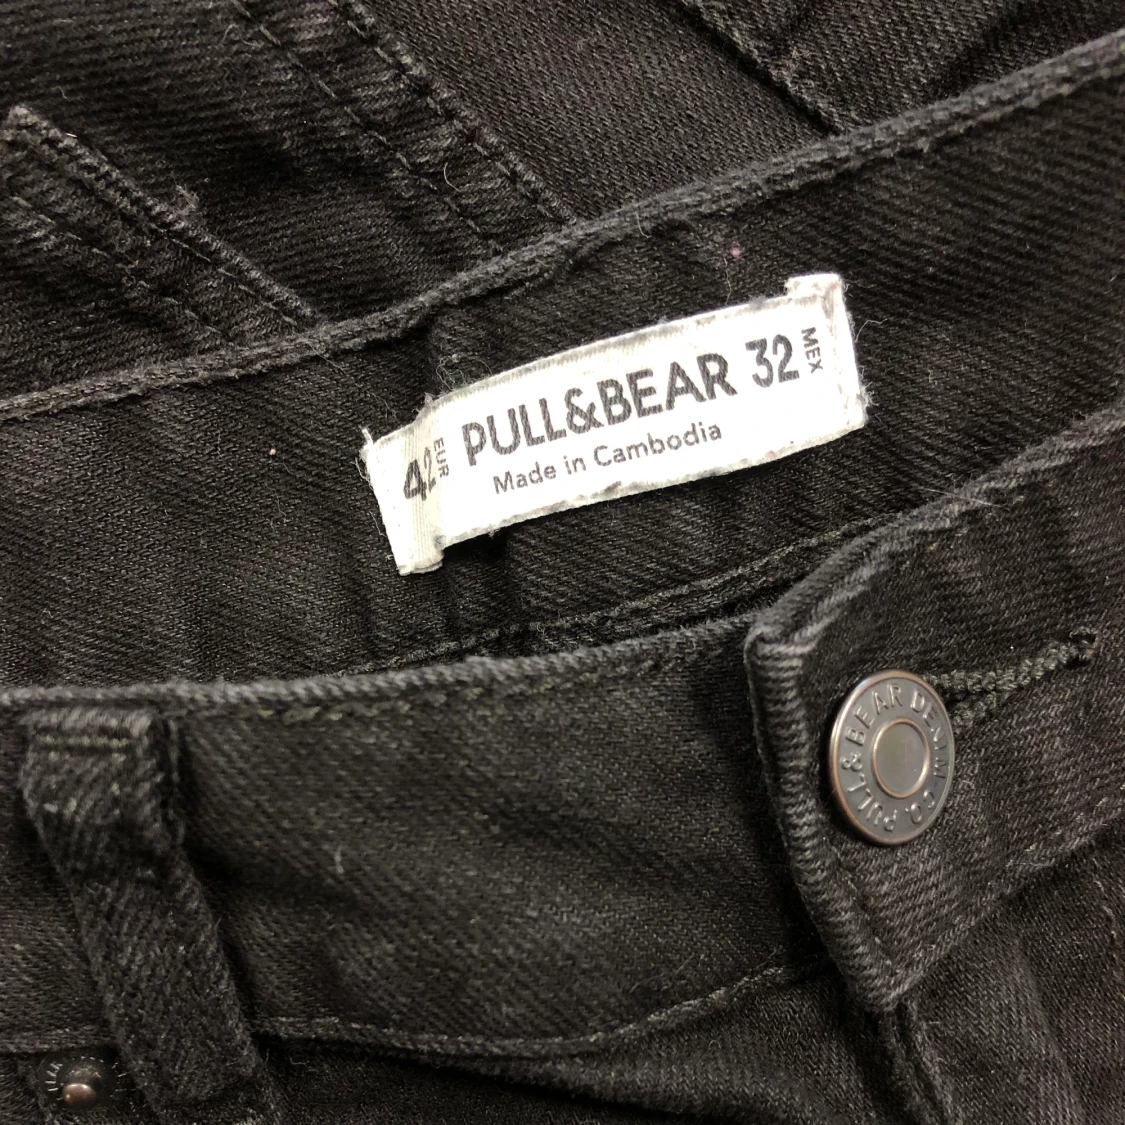 42 EUR PULL&BEAR 32 MEX
Made in Cambodia
PULL&BEAR DENIM CO.